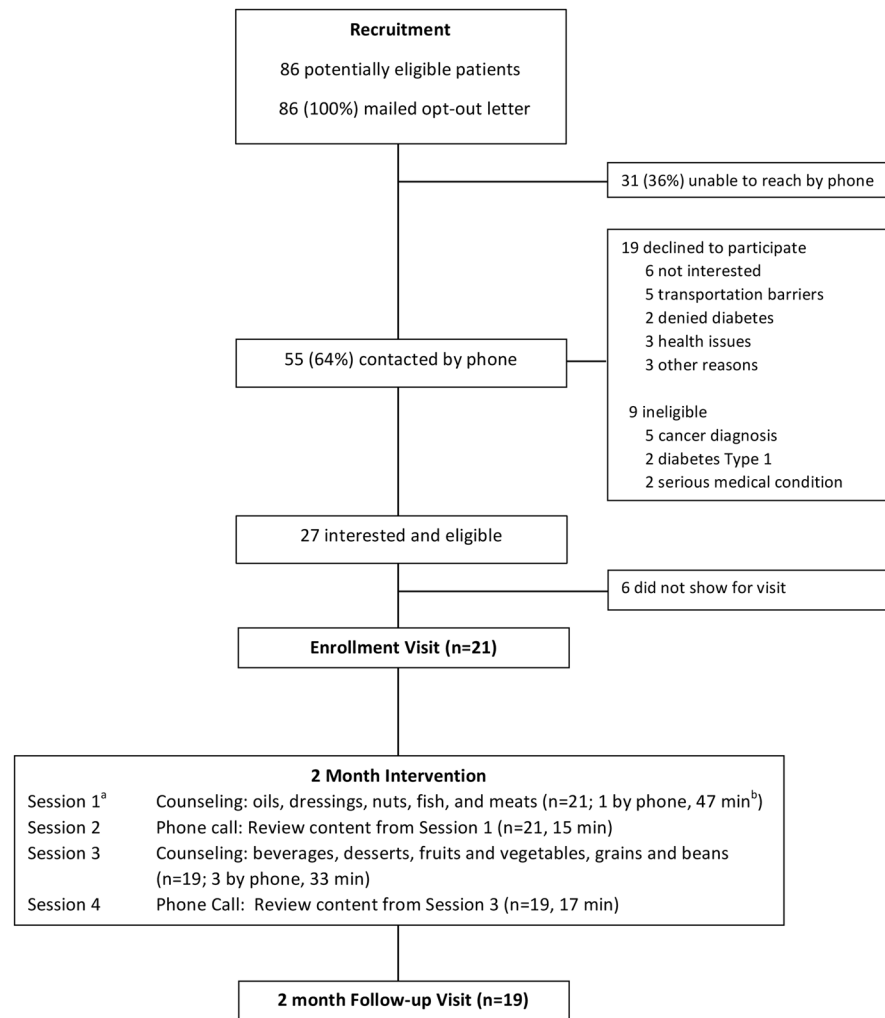 Recruitment
86 potentially eligible patients
86 (100%) mailed opt-out letter
31 (36%) unable to reach by phone
19 declined to participate
6 not interested
5 transportation barriers
2 denied diabetes
3 health issues
3 other reasons
9 ineligible
5 cancer diagnosis
2 diabetes Type 1
2 serious medical condition
55 (64%) contacted by phone
27 interested and eligible
6 did not show for visit
Enrollment Visit (n=21)
2 Month Intervention
Session 1ᵃ Counseling: oils, dressings, nuts, fish, and meats (n=21; 1 by phone, 47 minᵇ)
Session 2 Phone call: Review content from Session 1 (n=21, 15 min)
Session 3 Counseling: beverages, desserts, fruits and vegetables, grains and beans
(n=19; 3 by phone, 33 min)
Session 4 Phone Call: Review content from Session 3 (n=19, 17 min)
2 month Follow-up Visit (n=19)